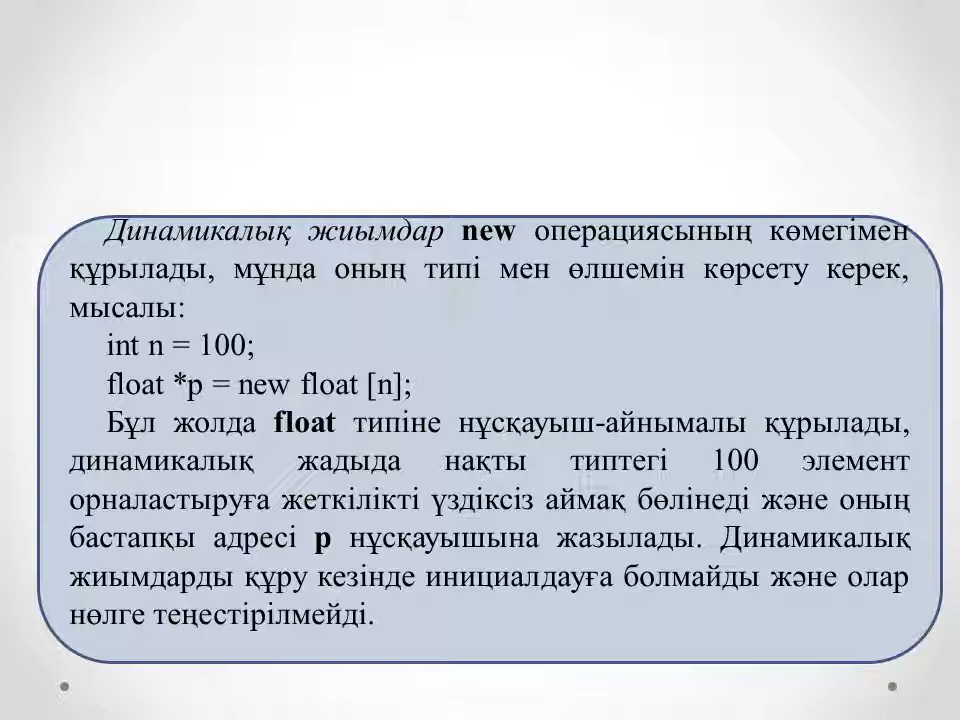 Динамикалық жиымдар new операциясының көмегімен
құрылады, мұнда оның типі мен өлшемін көрсету керек,
мысалы:
int n = 100;
float *p = new float [n];
Бұл жолда float типіне нұсқауыш-айнымалы құрылады,
динамикалық жадыда нақты типтегі 100 элемент
орналастыруға жеткілікті үздіксіз аймақ бөлінеді және оның
бастапқы адресі p нұсқауышына жазылады. Динамикалық
жиымдарды құру кезінде инициалдауға болмайды және олар
нөлге теңестірілмейді.